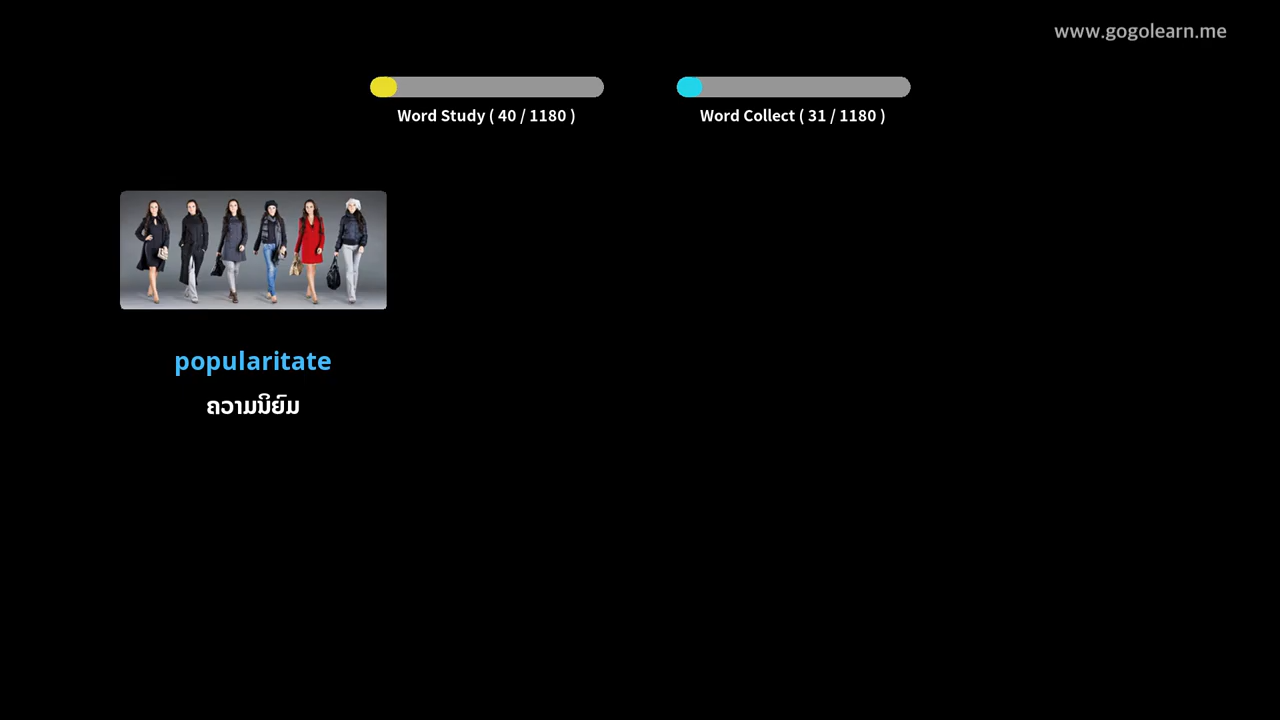 www.gogolearn.me
Word Study ( 40 / 1180 )
Word Collect ( 31 / 1180 )
popularitate
ຄວາມນິຍົມ